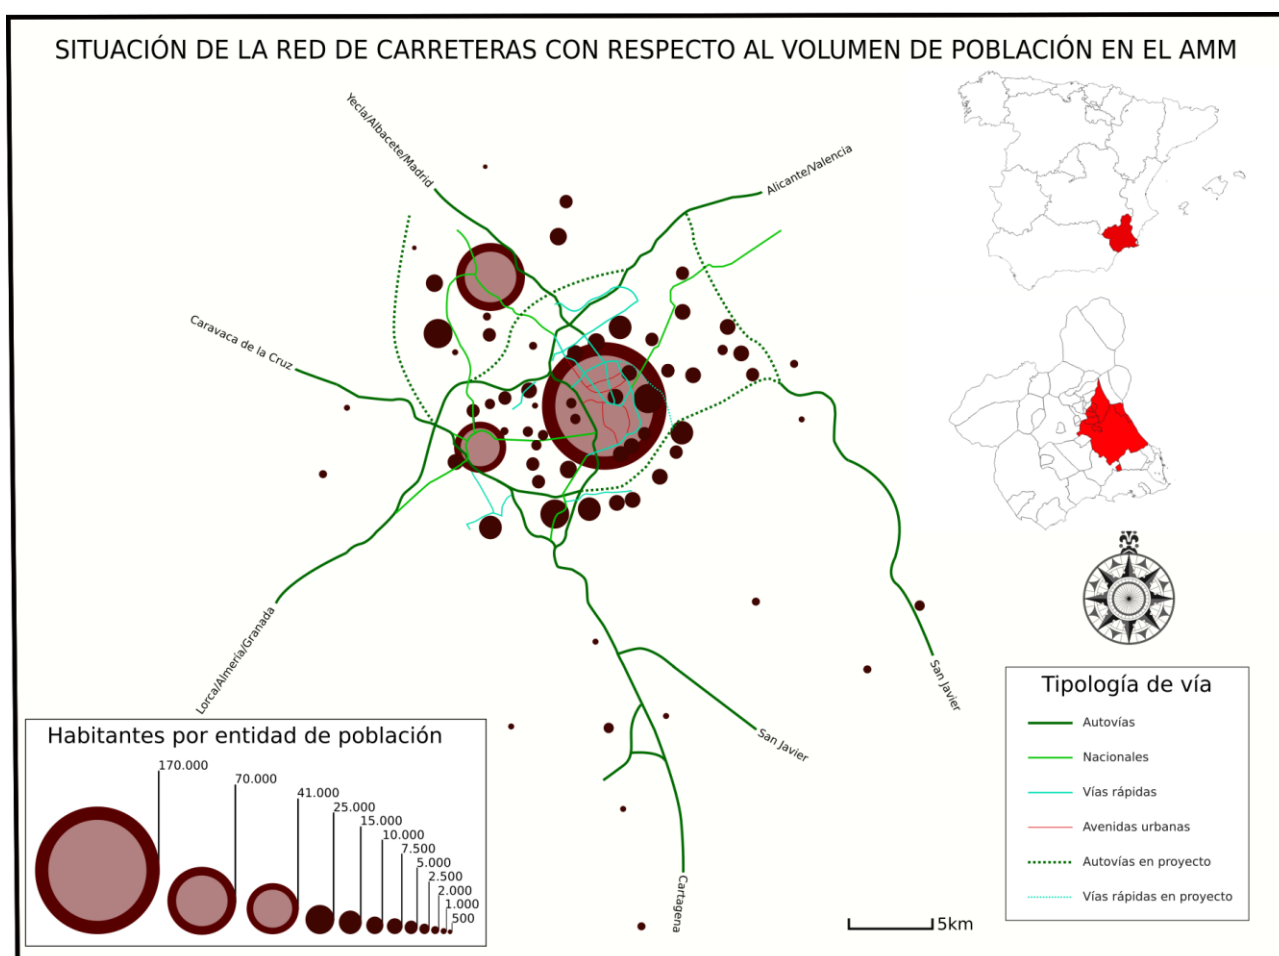 SITUACIÓN DE LA RED DE CARRETERAS CON RESPECTO AL VOLUMEN DE POBLACIÓN EN EL AMM
Yecla/Albacete/Madrid
Alicante/Valencia
Caravaca de la Cruz
Lorca/Almería/Granada
San Javier
San Javier
Cartagena
Habitantes por entidad de población
170.000
70.000
41.000
25.000
15.000
10.000
7.500
5.000
2.500
2.000
1.000
500
5km
Tipología de vía
Autovías
Nacionales
Vías rápidas
Avenidas urbanas
Autovías en proyecto
Vías rápidas en proyecto